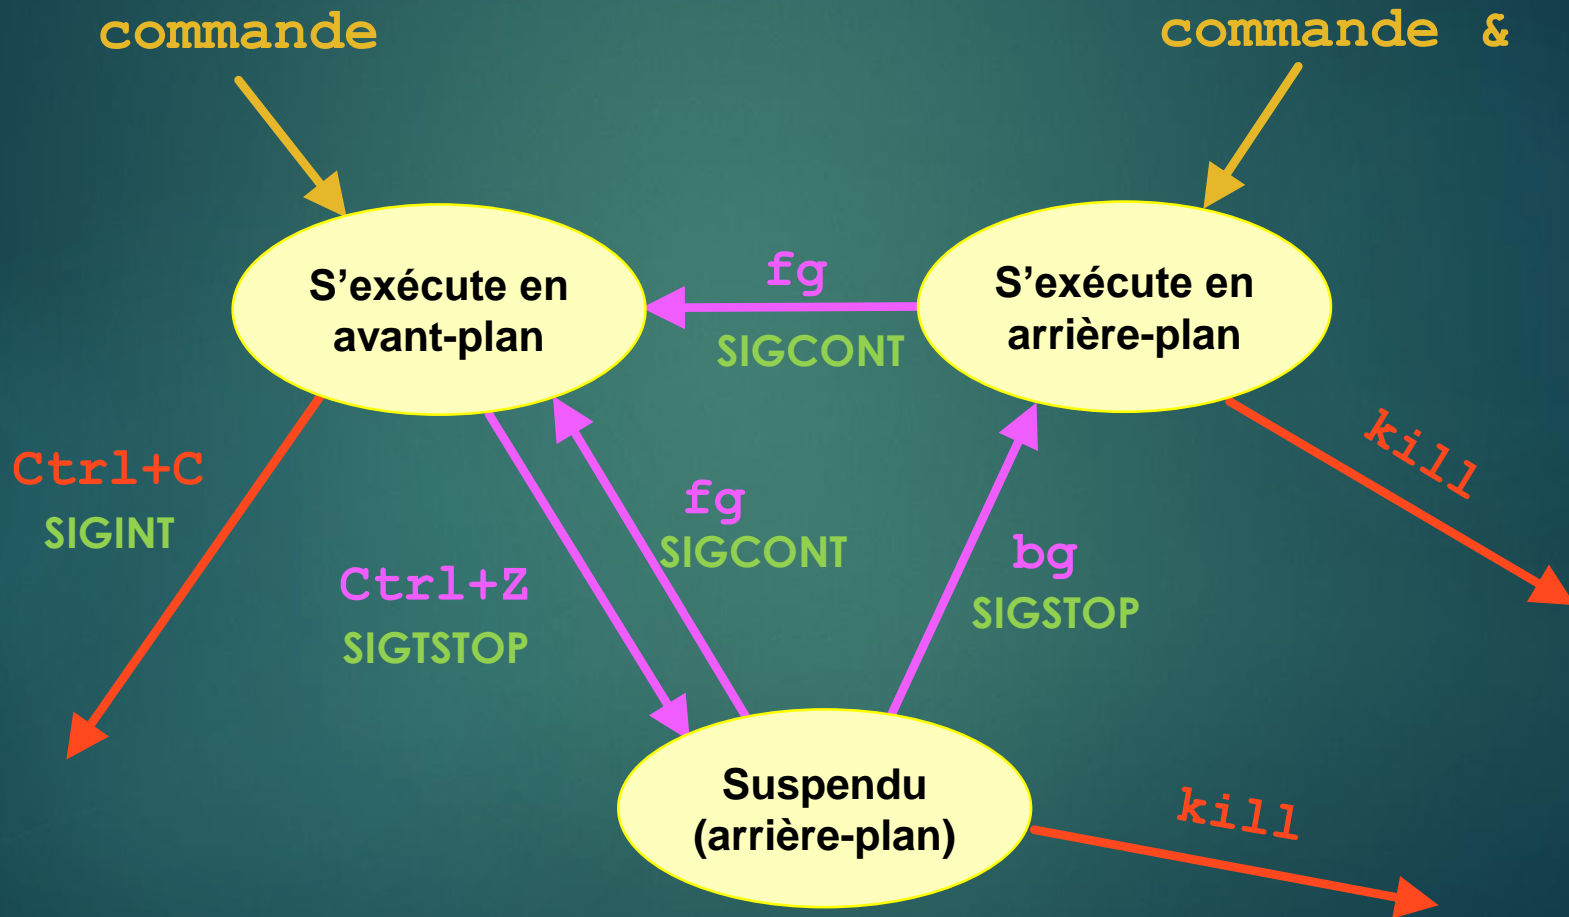 commande
commande &
S’exécute en
avant-plan
fg
SIGCONT
S’exécute en
arrière-plan
Ctrl+C
SIGINT
Ctrl+Z
SIGTSTOP
fg
SIGCONT
bg
SIGSTOP
kill
Suspendu
(arrière-plan)
kill